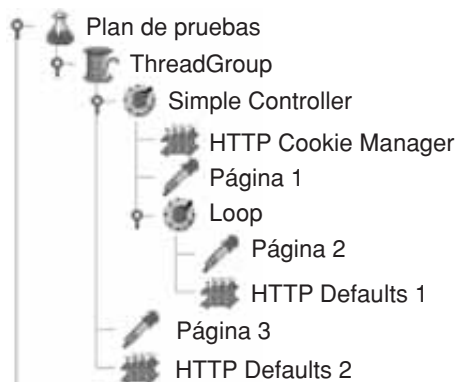 Plan de pruebas
ThreadGroup
Simple Controller
HTTP Cookie Manager
Página 1
Loop
Página 2
HTTP Defaults 1
Página 3
HTTP Defaults 2